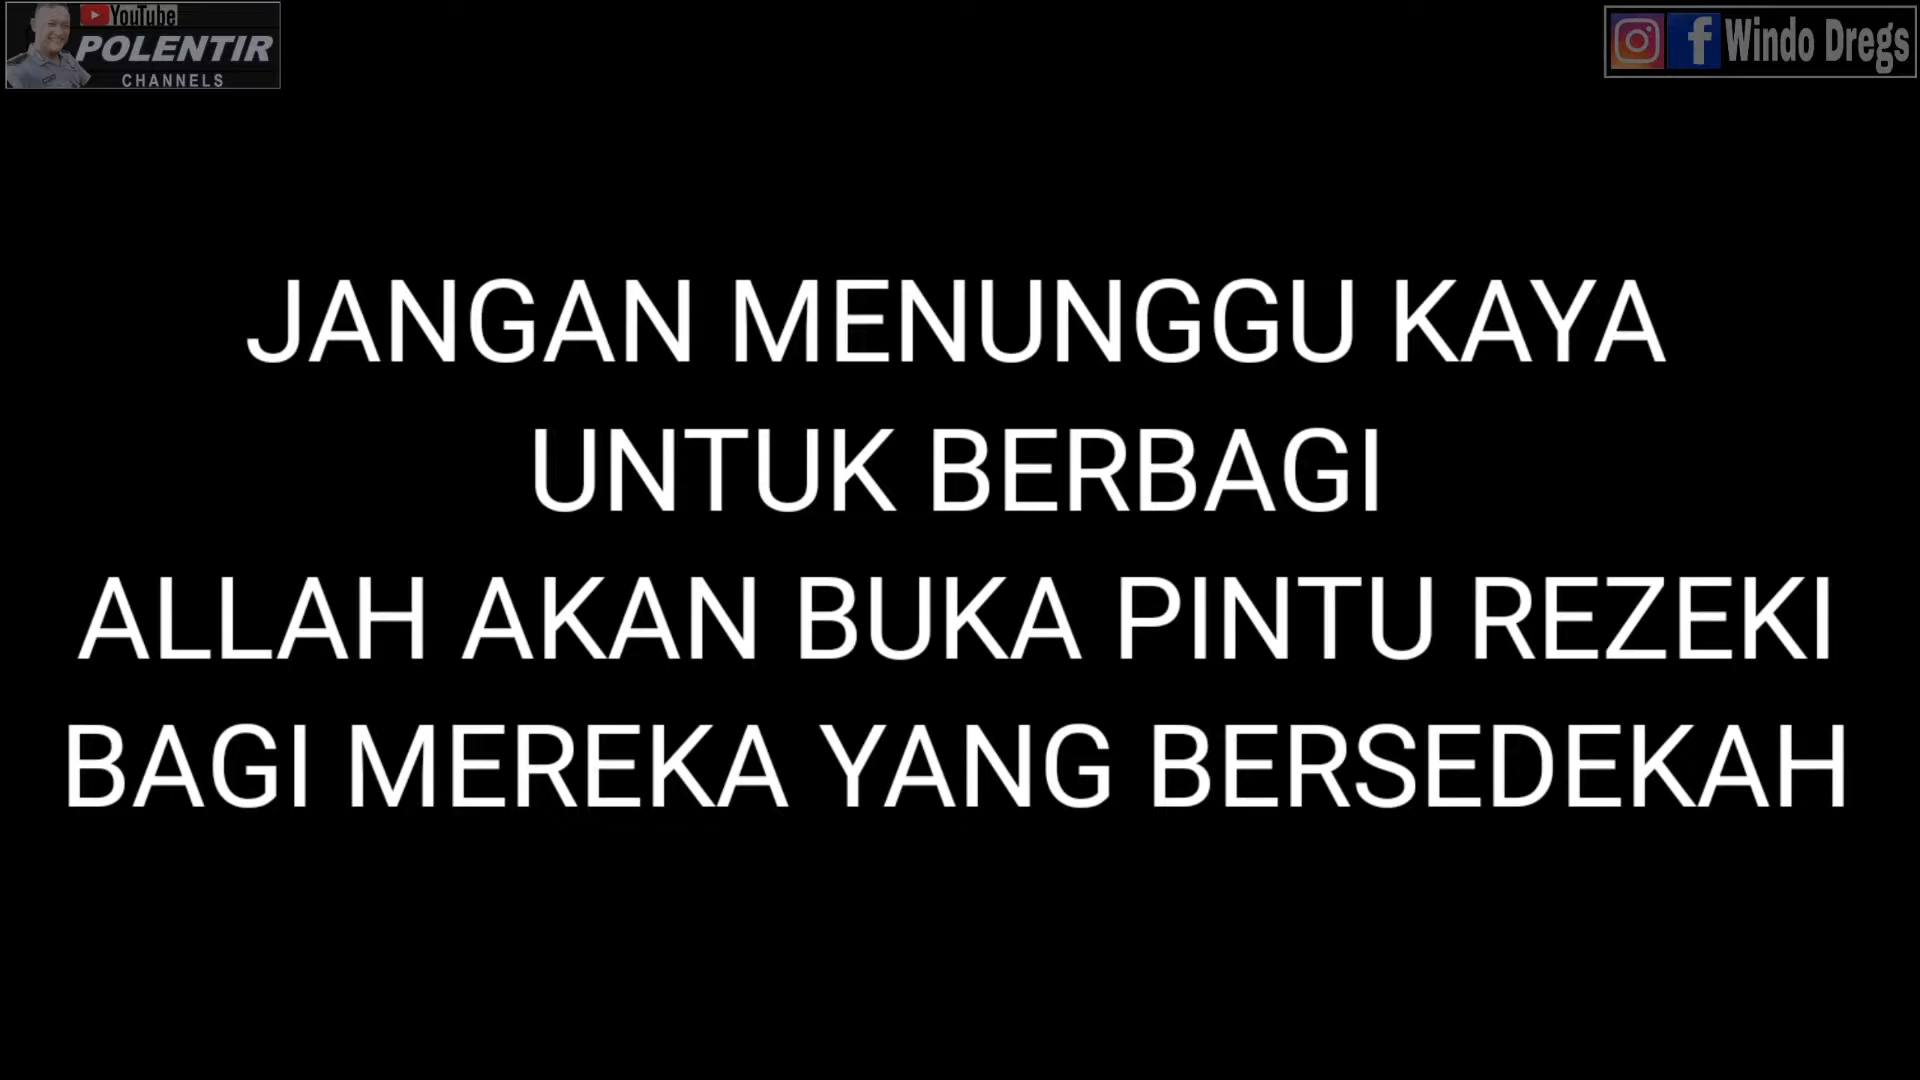 YouTube
POLENTIR
CHANNELS
Windo Dregs
JANGAN MENUNGGU KAYA
UNTUK BERBAGI
ALLAH AKAN BUKA PINTU REZEKI
BAGI MEREKA YANG BERSEDEKAH